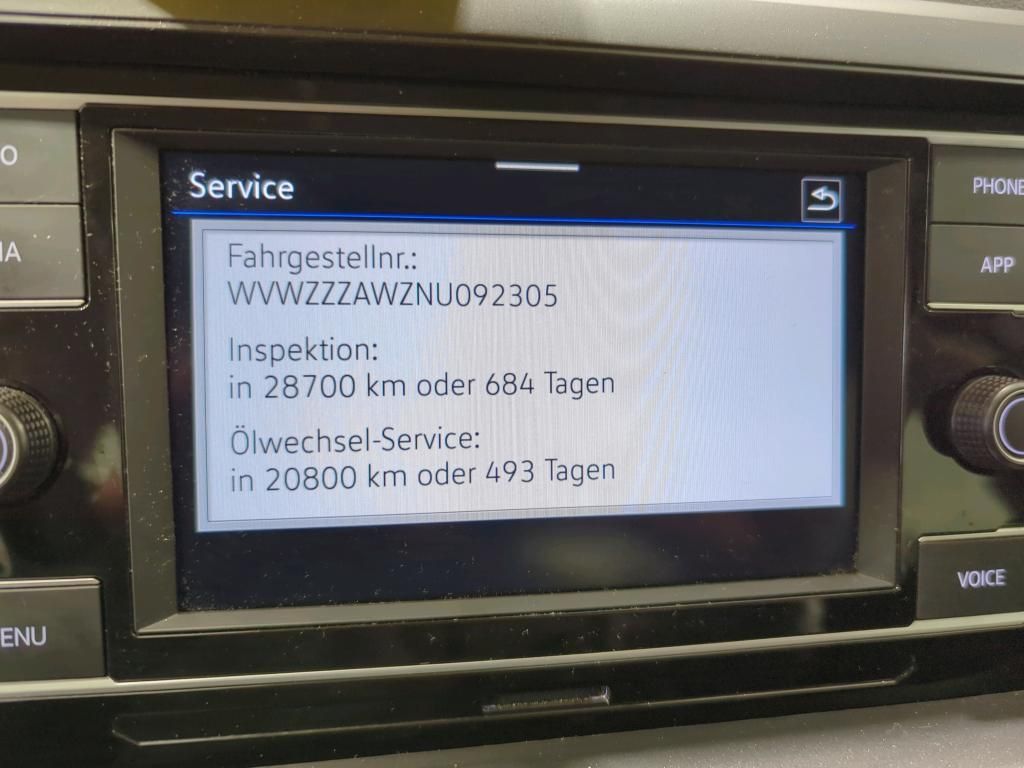 Service
Fahrgestellnr.:
WVWZZZAWZNU092305
Inspektion:
in 28700 km oder 684 Tagen
Ölwechsel-Service:
in 20800 km oder 493 Tagen
O
IA
ENU
PHONE
APP
VOICE